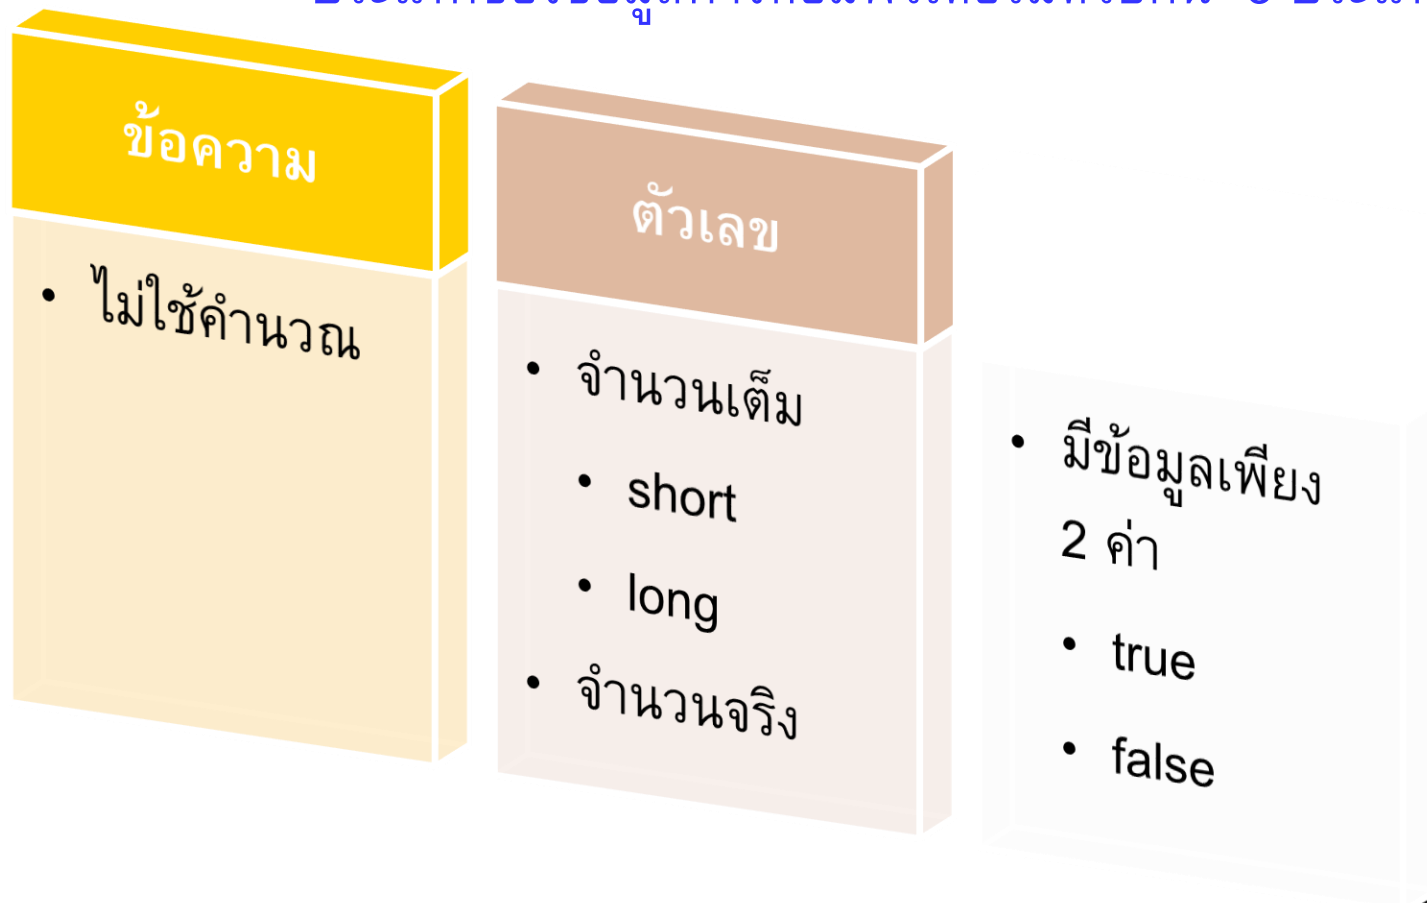 3
ข้อความ
• ไม่ใช้คำนวณ
ตัวเลข
• จำนวนเต็ม
• short
• long
• จำนวนจริง
• มีข้อมูลเพียง
2 ค่า
• true
• false